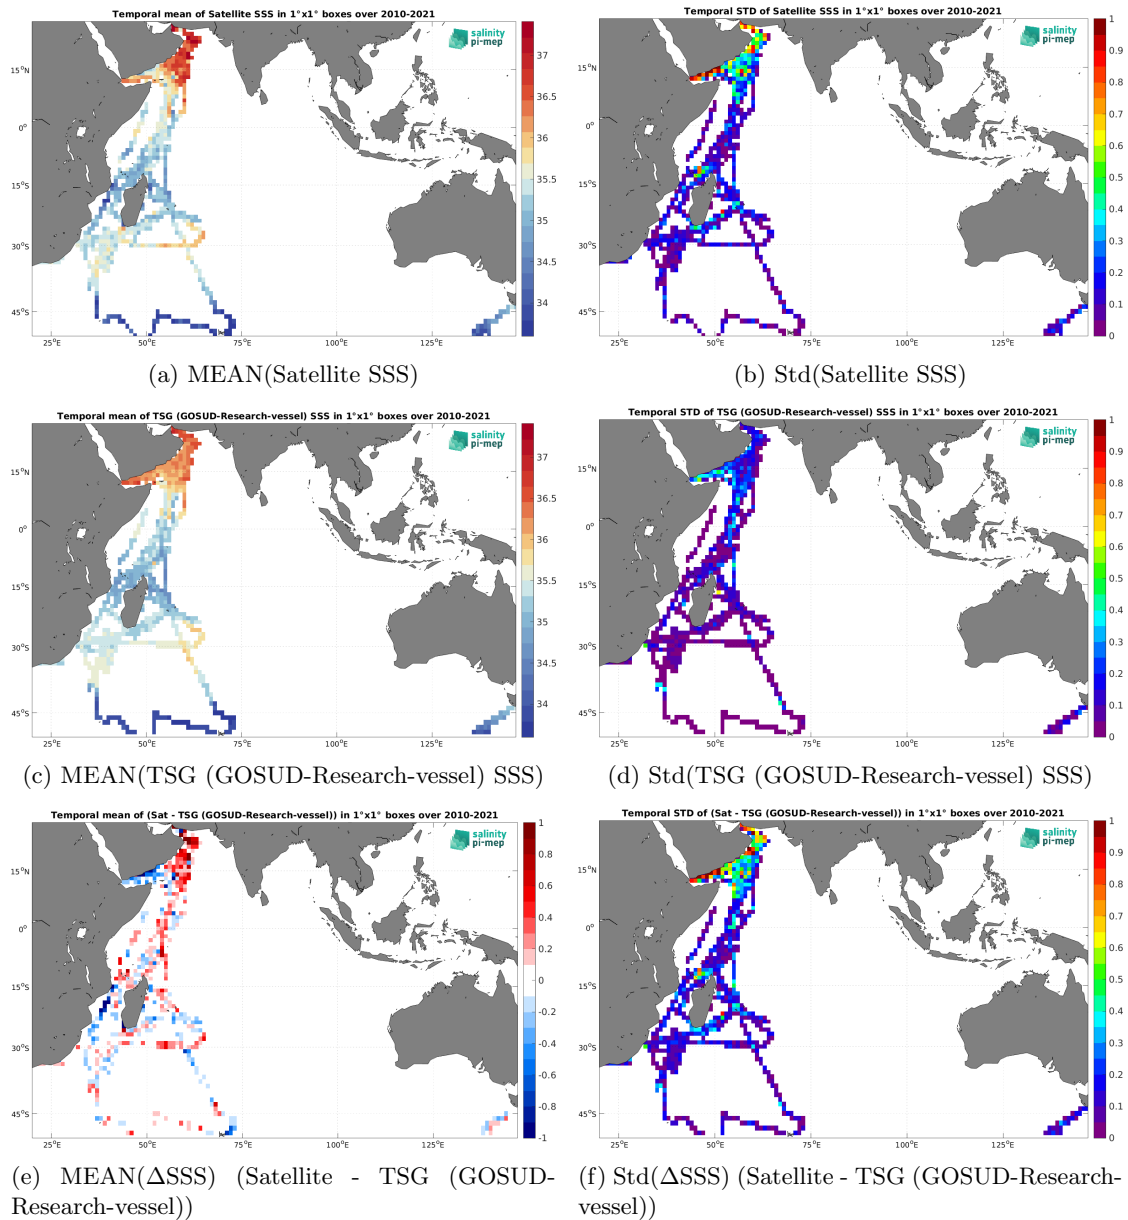 Temporal mean of Satellite SSS in 1°x1° boxes over 2010-2021
salinity
pi-mep
15°N
0°
15°S
30°S
45°S
25°E
50°E
75°E
100°E
125°E
37
36.5
36
35.5
35
34.5
34
(a) MEAN(Satellite SSS)
Temporal STD of Satellite SSS in 1°x1° boxes over 2010-2021
salinity
pi-mep
15°N
0°
15°S
30°S
45°S
25°E
50°E
75°E
100°E
125°E
1
0.9
0.8
0.7
0.6
0.5
0.4
0.3
0.2
0.1
0
(b) Std(Satellite SSS)
Temporal mean of TSG (GOSUD-Research-vessel) SSS in 1°x1° boxes over 2010-2021
salinity
pi-mep
15°N
0°
15°S
30°S
45°S
25°E
50°E
75°E
100°E
125°E
37
36.5
36
35.5
35
34.5
34
(c) MEAN(TSG (GOSUD-Research-vessel) SSS)
Temporal STD of TSG (GOSUD-Research-vessel) SSS in 1°x1° boxes over 2010-2021
salinity
pi-mep
15°N
0°
15°S
30°S
45°S
25°E
50°E
75°E
100°E
125°E
1
0.9
0.8
0.7
0.6
0.5
0.4
0.3
0.2
0.1
0
(d) Std(TSG (GOSUD-Research-vessel) SSS)
Temporal mean of (Sat - TSG (GOSUD-Research-vessel)) in 1°x1° boxes over 2010-2021
salinity
pi-mep
15°N
0°
15°S
30°S
45°S
25°E
50°E
75°E
100°E
125°E
1
0.8
0.6
0.4
0.2
0
-0.2
-0.4
-0.6
-0.8
-1
(e) MEAN(ΔSSS) (Satellite - TSG (GOSUD-
Research-vessel))
Temporal STD of (Sat - TSG (GOSUD-Research-vessel)) in 1°x1° boxes over 2010-2021
salinity
pi-mep
15°N
0°
15°S
30°S
45°S
25°E
50°E
75°E
100°E
125°E
1
0.9
0.8
0.7
0.6
0.5
0.4
0.3
0.2
0.1
0
(f) Std(ΔSSS) (Satellite - TSG (GOSUD-Research-
vessel))